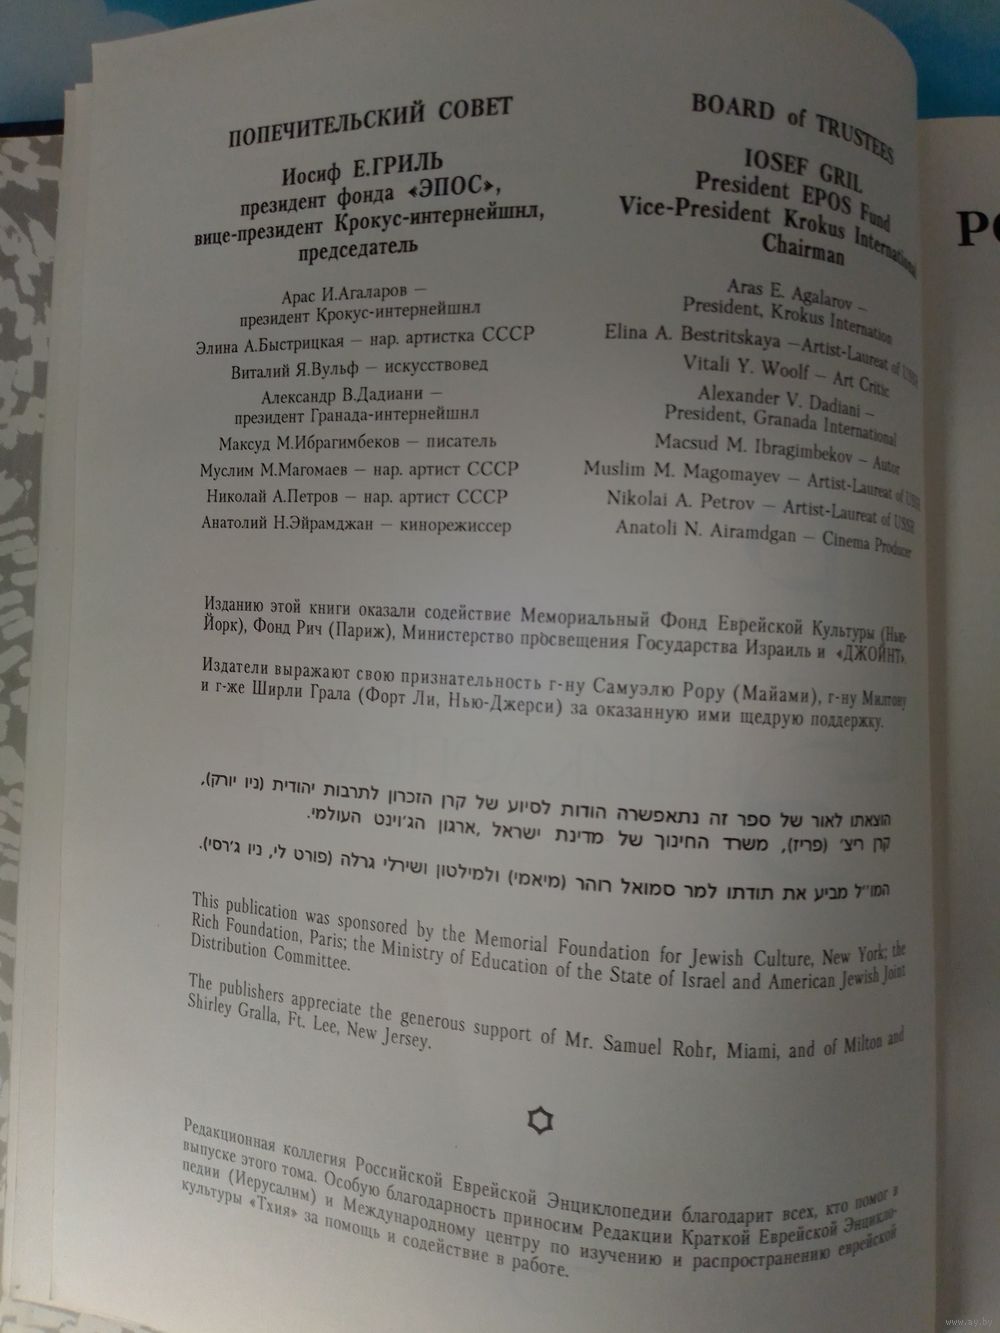 ПОПЕЧИТЕЛЬСКИЙ СОВЕТ
Иосиф Е.ГРИЛЬ
президент фонда «ЭПОС»,
вице-президент Крокус-интернейшнл,
председатель
Арас И.Агаларов —
президент Крокус-интернейшнл
Элина А.Быстрицкая — нар. артистка СССР
Виталий Я.Вульф — искусствовед
Александр В.Дадиани —
президент Гранада-интернейшнл
Максуд М.Ибрагимбеков — писатель
Муслим М.Магомаев — нар. артист СССР
Николай А.Петров — нар. артист СССР
Анатолий Н.Эйрамджан — кинорежиссер
BOARD of TRUSTEES
IOSEF GRIL
President EPOS Fund
Vice-President Krokus International
Chairman
Aras E. Agalarov —
President, Krokus Internation
Elina A. Bestritskaya —Artist-Laureat of USSR
Vitali Y. Woolf — Art Critic
Alexander V. Dadiani —
President, Granada International
Macsud M. Ibragimbekov — Autor
Muslim M. Magomayev — Artist-Laureat of USSR
Nikolai A. Petrov — Artist-Laureat of USSR
Anatoli N. Airamdgan — Cinema Producer
Изданию этой книги оказали содействие Мемориальный Фонд Еврейской Культуры (Нью-
Йорк), Фонд Рич (Париж), Министерство просвещения Государства Израиль и «ДЖОЙНТ».
Издатели выражают свою признательность г-ну Самуэлю Рору (Майами), г-ну Милтону
и г-же Ширли Грала (Форт Ли, Нью-Джерси) за оказанную ими щедрую поддержку.
הוצאתו לאור של ספר זה נתאפשרה הודות לסיוע של קרן הזכרון לתרבות יהודית (ניו יורק),
קרן ריצ׳ (פריז), משרד החינוך של מדינת ישראל ,ארגון הג׳וינט העולמי.
המו״ל מביע את תודתו למר סמואל רוהר (מיאמי) ולמילטון ושירלי גרלה (פורט לי, ניו ג׳רסי).
This publication was sponsored by the Memorial Foundation for Jewish Culture, New York; the
Rich Foundation, Paris; the Ministry of Education of the State of Israel and American Jewish Joint
Distribution Committee.
The publishers appreciate the generous support of Mr. Samuel Rohr, Miami, and of Milton and
Shirley Gralla, Ft. Lee, New Jersey.
Редакционная коллегия Российской Еврейской Энциклопедии благодарит всех, кто помог в
выпуске этого тома. Особую благодарность приносим Редакции Краткой Еврейской Энцикло-
педии (Иерусалим) и Международному центру по изучению и распространению еврейской
культуры «Тхия» за помощь и содействие в работе.
РО
www.ay.by